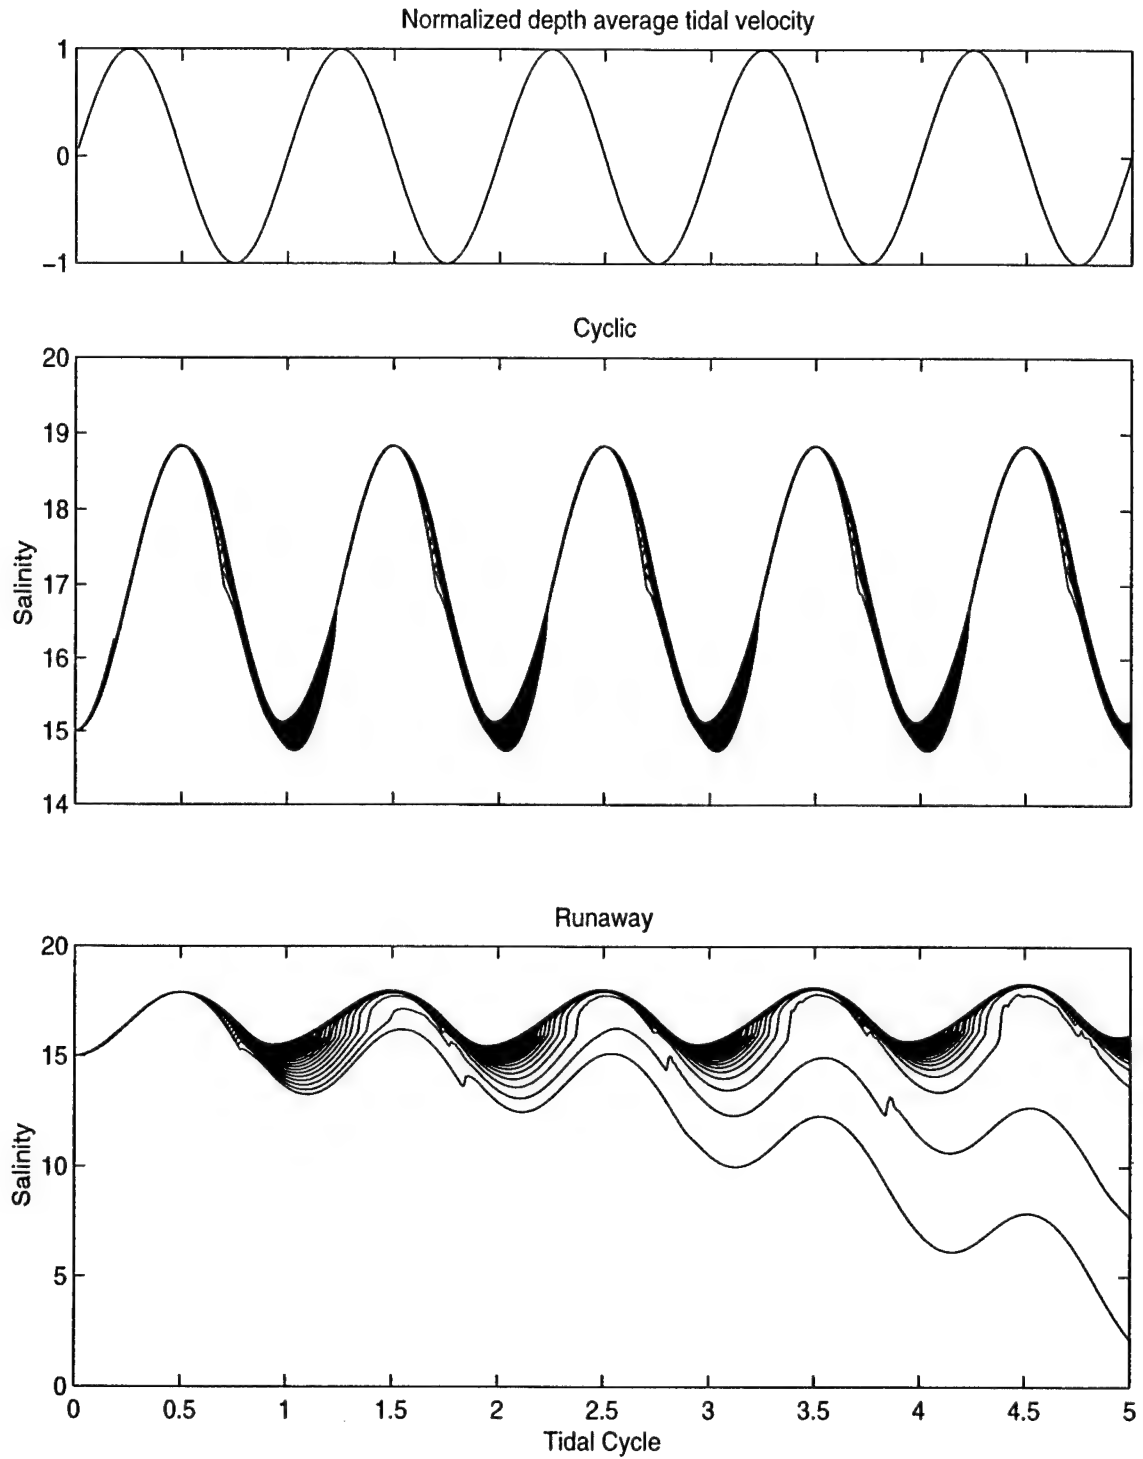 Normalized depth average tidal velocity
1
0
−1
Cyclic
20
19
18
17
16
15
14
Salinity
Runaway
20
15
10
5
0
Salinity
0 0.5 1 1.5 2 2.5 3 3.5 4 4.5 5
Tidal Cycle